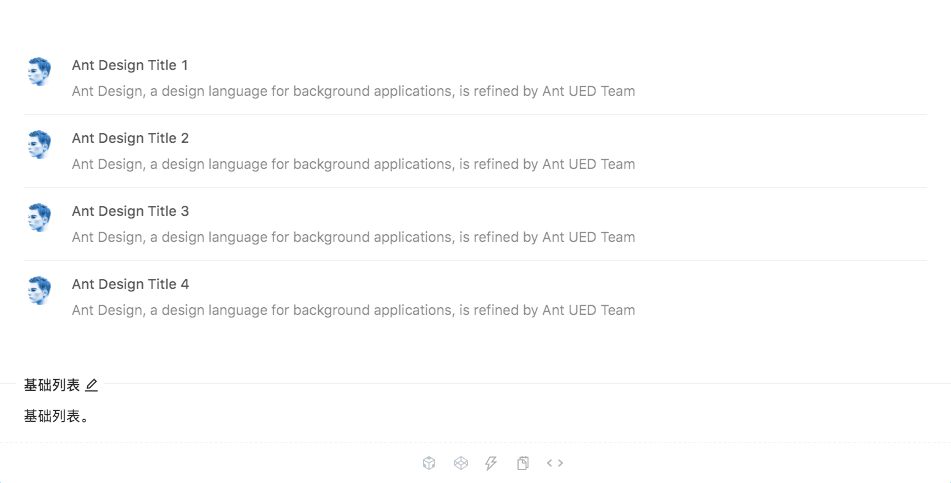 Ant Design Title 1
Ant Design, a design language for background applications, is refined by Ant UED Team
Ant Design Title 2
Ant Design, a design language for background applications, is refined by Ant UED Team
Ant Design Title 3
Ant Design, a design language for background applications, is refined by Ant UED Team
Ant Design Title 4
Ant Design, a design language for background applications, is refined by Ant UED Team
基础列表
基础列表。